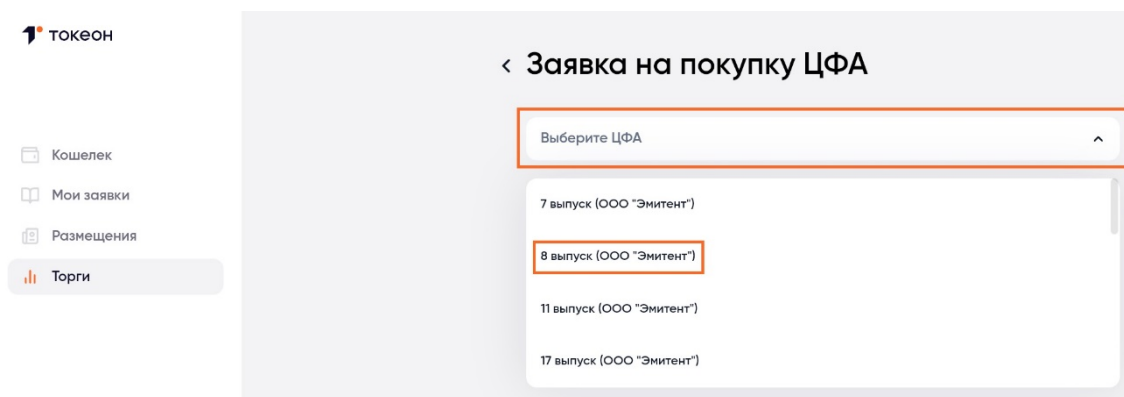 токеон
Заявка на покупку ЦФА
Выберите ЦФА
Кошелек
Мои заявки
Размещения
Торги
7 выпуск (ООО "Эмитент")
8 выпуск (ООО "Эмитент")
11 выпуск (ООО "Эмитент")
17 выпуск (ООО "Эмитент")